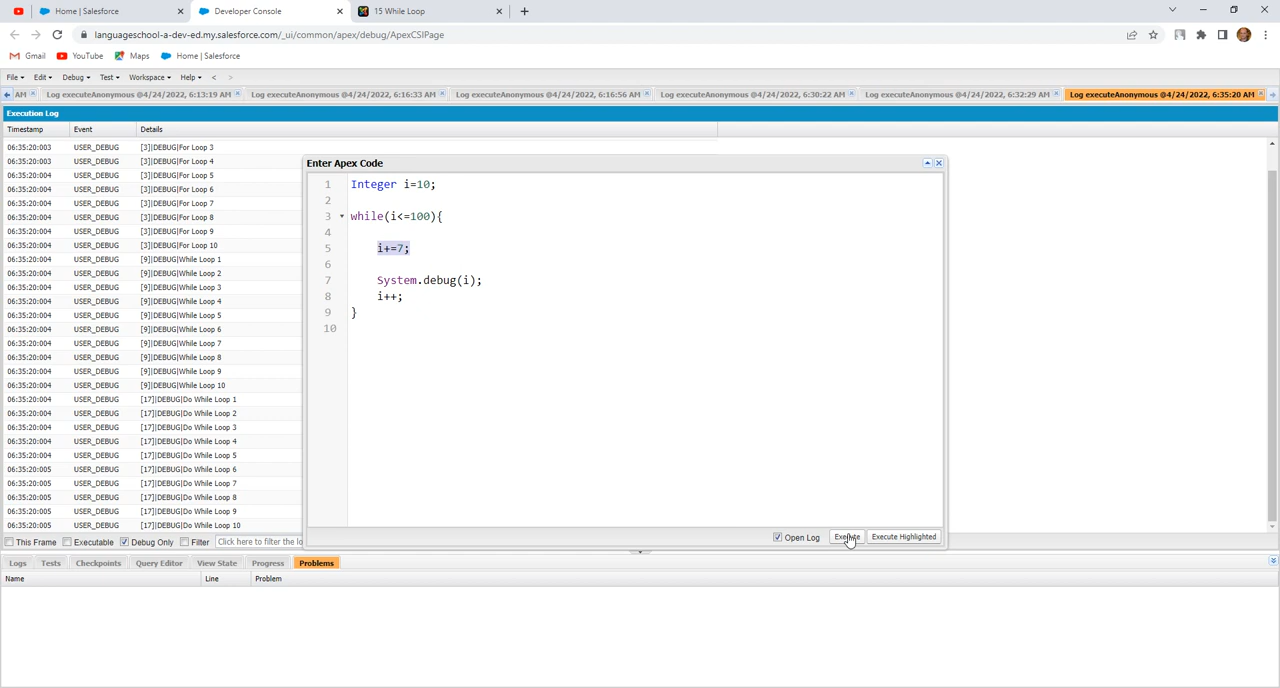 Home | Salesforce
Developer Console
15 While Loop
languageschool-a-dev-ed.my.salesforce.com/_ui/common/apex/debug/ApexCSIPage
Gmail YouTube Maps Home | Salesforce
File Edit Debug Test Workspace Help < >
AM Log executeAnonymous @4/24/2022, 6:13:19 AM Log executeAnonymous @4/24/2022, 6:16:33 AM Log executeAnonymous @4/24/2022, 6:16:56 AM Log executeAnonymous @4/24/2022, 6:30:22 AM Log executeAnonymous @4/24/2022, 6:32:29 AM Log executeAnonymous @4/24/2022, 6:35:20 AM
Execution Log
Timestamp Event Details
06:35:20:003 USER_DEBUG [3]|DEBUG|For Loop 3
06:35:20:003 USER_DEBUG [3]|DEBUG|For Loop 4
06:35:20:004 USER_DEBUG [3]|DEBUG|For Loop 5
06:35:20:004 USER_DEBUG [3]|DEBUG|For Loop 6
06:35:20:004 USER_DEBUG [3]|DEBUG|For Loop 7
06:35:20:004 USER_DEBUG [3]|DEBUG|For Loop 8
06:35:20:004 USER_DEBUG [3]|DEBUG|For Loop 9
06:35:20:004 USER_DEBUG [3]|DEBUG|For Loop 10
06:35:20:004 USER_DEBUG [9]|DEBUG|While Loop 1
06:35:20:004 USER_DEBUG [9]|DEBUG|While Loop 2
06:35:20:004 USER_DEBUG [9]|DEBUG|While Loop 3
06:35:20:004 USER_DEBUG [9]|DEBUG|While Loop 4
06:35:20:004 USER_DEBUG [9]|DEBUG|While Loop 5
06:35:20:004 USER_DEBUG [9]|DEBUG|While Loop 6
06:35:20:004 USER_DEBUG [9]|DEBUG|While Loop 7
06:35:20:004 USER_DEBUG [9]|DEBUG|While Loop 8
06:35:20:004 USER_DEBUG [9]|DEBUG|While Loop 9
06:35:20:004 USER_DEBUG [9]|DEBUG|While Loop 10
06:35:20:004 USER_DEBUG [17]|DEBUG|Do While Loop 1
06:35:20:004 USER_DEBUG [17]|DEBUG|Do While Loop 2
06:35:20:004 USER_DEBUG [17]|DEBUG|Do While Loop 3
06:35:20:004 USER_DEBUG [17]|DEBUG|Do While Loop 4
06:35:20:004 USER_DEBUG [17]|DEBUG|Do While Loop 5
06:35:20:005 USER_DEBUG [17]|DEBUG|Do While Loop 6
06:35:20:005 USER_DEBUG [17]|DEBUG|Do While Loop 7
06:35:20:005 USER_DEBUG [17]|DEBUG|Do While Loop 8
06:35:20:005 USER_DEBUG [17]|DEBUG|Do While Loop 9
06:35:20:005 USER_DEBUG [17]|DEBUG|Do While Loop 10
This Frame Executable Debug Only Filter Click here to filter the lo
Enter Apex Code
1 Integer i=10;
2
3 while(i<=100){
4
5 i+=7;
6
7 System.debug(i);
8 i++;
9 }
10
Open Log Execute Execute Highlighted
Logs Tests Checkpoints Query Editor View State Progress Problems
Name Line Problem